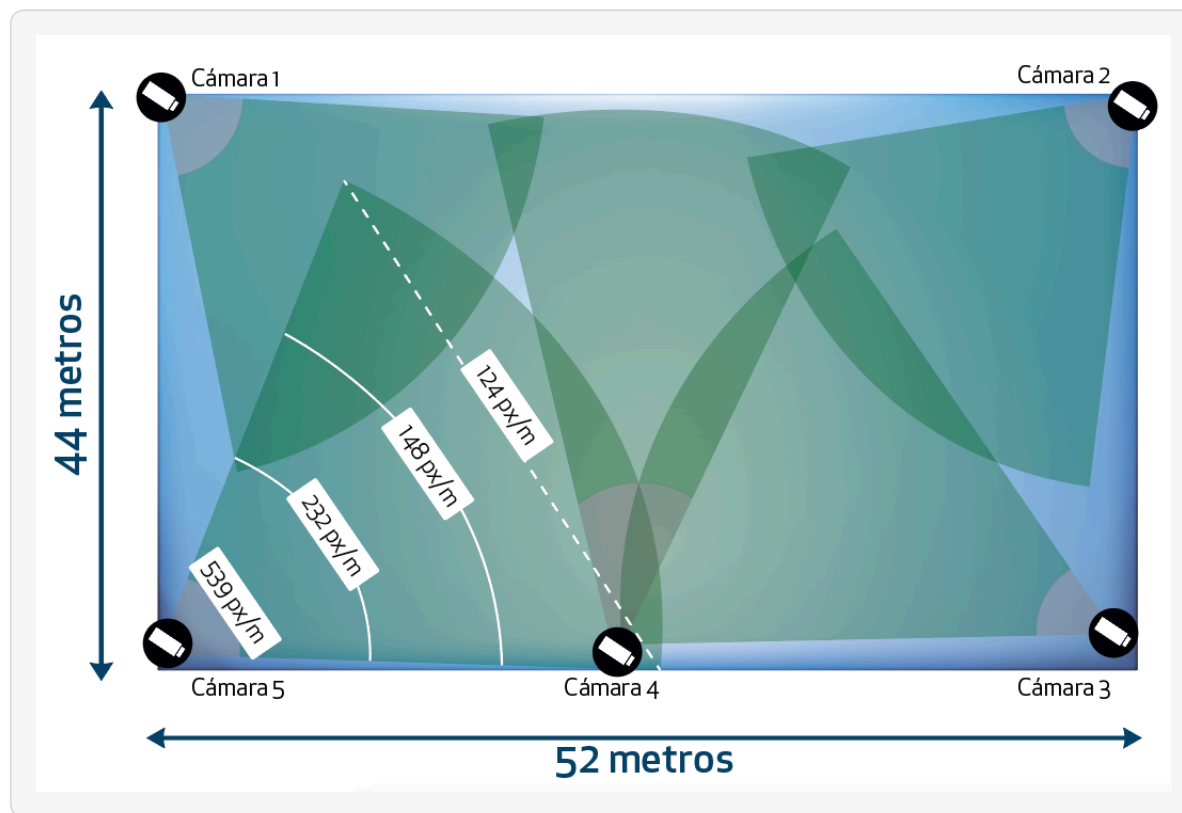 Cámara 1
Cámara 2
44 metros
124 px/m
148 px/m
232 px/m
539 px/m
Cámara 5
Cámara 4
Cámara 3
52 metros